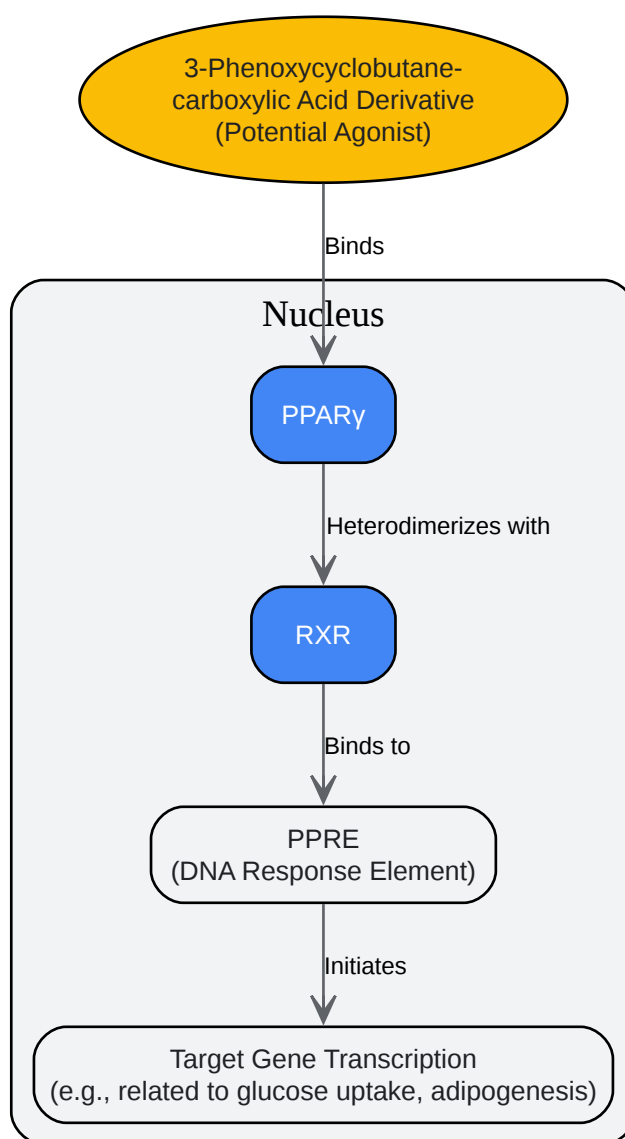 3-Phenoxycyclobutane-
carboxylic Acid Derivative
(Potential Agonist)
Binds
Nucleus
PPARγ
Heterodimerizes with
RXR
Binds to
PPRE
(DNA Response Element)
Initiates
Target Gene Transcription
(e.g., related to glucose uptake, adipogenesis)